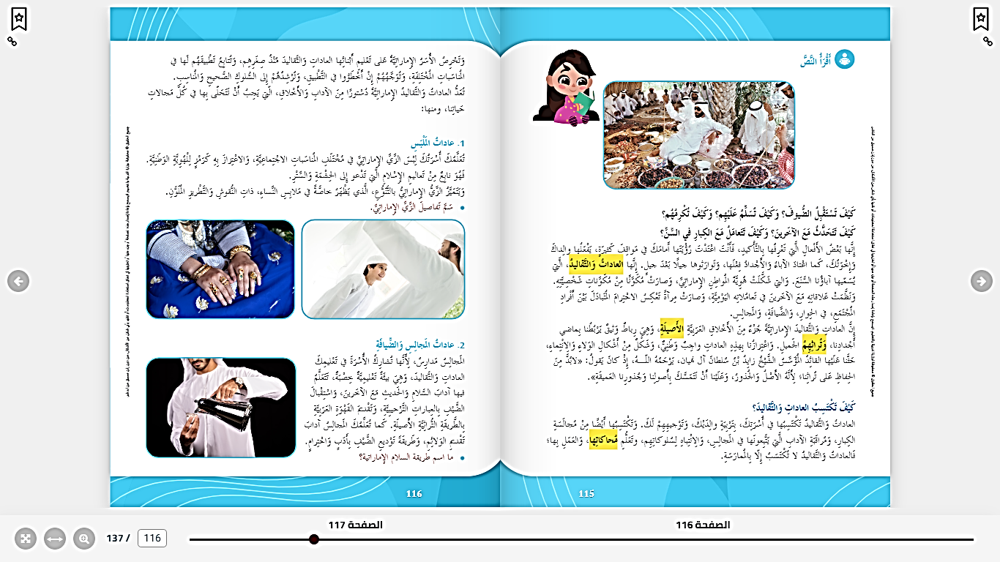 أَقْرَأُ النَّصَّ
كَيْفَ تَسْتَقْبِلُ الضُّيوفَ؟ وَكَيْفَ تُسَلِّمُ عَلَيْهِم؟ وَكَيْفَ تُكْرِمُهُم؟
كَيْفَ تَتَحَدَّثُ مَعَ الآخَرينَ؟ وَكَيْفَ تَتَعامَلُ مَعَ الكِبارِ في السِّنِّ؟
إِنَّها بَعْضُ الأَفْعالِ الَّتي تَعْرِفُها بِالتَّأْكيدِ، فَأَنْتَ اعْتَدْتَ رُؤْيَتَها أَمامَكَ في مَواقِفَ كَثيرَةٍ، يَفْعَلُها والِداكَ
وَإِخْوَتُكَ، كَما اعْتادَ الآباءُ وَالأَجْدادُ فِعْلَها، وَتَوارَثوها جيلًا بَعْدَ جيلٍ. إِنَّها العاداتُ وَالتَّقاليدُ، الَّتي
يُسَمّيها آباؤُنا السَّنَعَ. وَالتي شَكَّلَتْ هُوِيَّةَ المُواطِنِ الإِماراتِيِّ، وَصارَتْ مُكَوِّنًا مِنْ مُكَوِّناتِ شَخْصِيَّتِهِ.
وَنَظَّمَتْ عَلاقاتِهِ مَعَ الآخَرينَ في تَعامُلاتِهِ اليَوْمِيَّةِ، وَصارَتْ مِرآةً تَعْكِسُ الاحْتِرامَ المُتَبادَلَ بَيْنَ أَفْرادِ
المُجْتَمَعِ، في الحِوارِ، وَالضِّيافَةِ، وَالمَجالِسِ.
إِنَّ العاداتِ وَالتَّقاليدَ الإِماراتِيَّةَ جُزْءٌ مِنَ الأَخْلاقِ العَرَبِيَّةِ الأَصيلَةِ، وَهِيَ رِباطٌ وَثيقٌ يَرْبُطُنا بِماضي
أَجْدادِنا، وَتُراثِهِمُ الجَميلِ. وَاعْتِزازُنا بِهذِهِ العاداتِ واجِبٌ وَطَنِيٌّ، وَشَكْلٌ مِنْ أَشْكالِ الوَلاءِ وَالاِنْتِماءِ،
حَثَّنا عَلَيْها القائِدُ المُؤَسِّسُ الشَّيْخُ زايِدُ بْنُ سُلطان آل نَهيان، يَرْحَمُهُ اللّٰهُ، إِذْ كانَ يَقولُ: «لابُدَّ مِنَ
الحِفاظِ عَلى تُراثِنا؛ لِأَنَّهُ الأَصْلُ وَالجُذورُ، وَعَلَيْنا أَنْ نَتَمَسَّكَ بِأُصولِنا وَجُذورِنا العَميقَةِ».
كَيْفَ تَكْتَسِبُ العاداتِ وَالتَّقاليدَ؟
العاداتُ وَالتَّقاليدُ تَكْتَسِبُها في أُسْرَتِكَ، بِتَرْبِيَةِ والِدَيْكَ، وَتَوْجيهِهِمْ لَكَ. وَتَكْتَسِبُها أَيْضًا مِنْ مُجالَسَةِ
الكِبارِ، وَمُراقَبَةِ الآدابِ الَّتي يَتَّبِعونَها في المَجالِسِ، وَالاِنْتِباهِ لِسُلوكاتِهِم، وَتَعَلُّمِ مُحاكاتِها، وَالعَمَلِ بِها؛
فَالعاداتُ وَالتَّقاليدُ لا تُكْتَسَبُ إِلّا بِالمُمارَسَةِ.
115
وَتَحْرِصُ الأُسَرُ الإِماراتِيَّةُ عَلى تَعْليمِ أَبْنائِها العاداتِ وَالتَّقاليدَ مُنْذُ صِغَرِهِم، وَتُتابِعُ تَطْبيقَهُم لَها في
المُناسَباتِ المُخْتَلِفَةِ، وَتُوَجِّهُهُمْ إِنْ أَخْطَؤُوا في التَّطْبيقِ، وَتُرْشِدُهُمْ إِلى السُّلوكِ الصَّحيحِ وَالمُناسِبِ.
تُعَدُّ العاداتُ وَالتَّقاليدُ الإِماراتِيَّةُ دُسْتورًا مِنَ الآدابِ وَالأَخْلاقِ، الَّتي يَجِبُ أَنْ نَتَحَلّى بِها في كُلِّ مَجالاتِ
حَياتِنا، ومنها:
1. عاداتُ المَلْبَسِ
تُعَلِّمُكَ أُسْرَتُكَ لِبْسَ الزِّيِّ الإِماراتِيِّ في مُخْتَلِفِ المُناسَباتِ الاجْتِماعِيَّةِ، وَالاعْتِزازَ بِهِ كَرَمْزٍ لِلْهُوِيَّةِ الوَطَنِيَّةِ.
فَهُوَ نابِعٌ مِنْ تَعاليمِ الإِسْلامِ الَّتي تَدْعو إِلى الحِشْمَةِ وَالسَّتْرِ.
وَيَتَمَيَّزُ الزِّيُّ الإِماراتِيُّ بِالتَّنَوُّعِ، الَّذي يَظْهَرُ خاصَّةً في مَلابِسِ النِّساءِ، ذاتِ النُّقوشِ وَالتَّطْريزِ المُلَوَّنِ.
• سَمِّ تَفاصيلَ الزِّيِّ الإِماراتِيِّ.
2. عاداتُ المَجالِسِ وَالضِّيافَةِ
المَجالِسُ مَدارِسُ، لِأَنَّها تُشارِكُ الأُسْرَةَ في تَعْليمِكَ
العاداتِ وَالتَّقاليدَ، وَهِيَ بيئَةٌ تَعْليمِيَّةٌ خِصْبَةٌ، تَتَعَلَّمُ
فيها آدابَ السَّلامِ وَالحَديثِ مَعَ الآخَرينَ، وَاسْتِقْبالَ
الضَّيْفِ بِالعِباراتِ التَّرْحيبِيَّةِ، وَتَقْديمَ القَهْوَةِ العَرَبِيَّةِ
بِالطَّريقَةِ التُّراثِيَّةِ الأَصيلَةِ. كَما تُعَلِّمُكَ المَجالِسُ آدابَ
تَقْديمِ الوَلائِمِ، وَطَريقَةَ تَوْديعِ الضَّيْفِ بِأَدَبٍ وَاحْتِرامٍ.
• ما اسم طريقة السلام الإماراتية؟
116
الصفحة 116
الصفحة 117
137 /
116